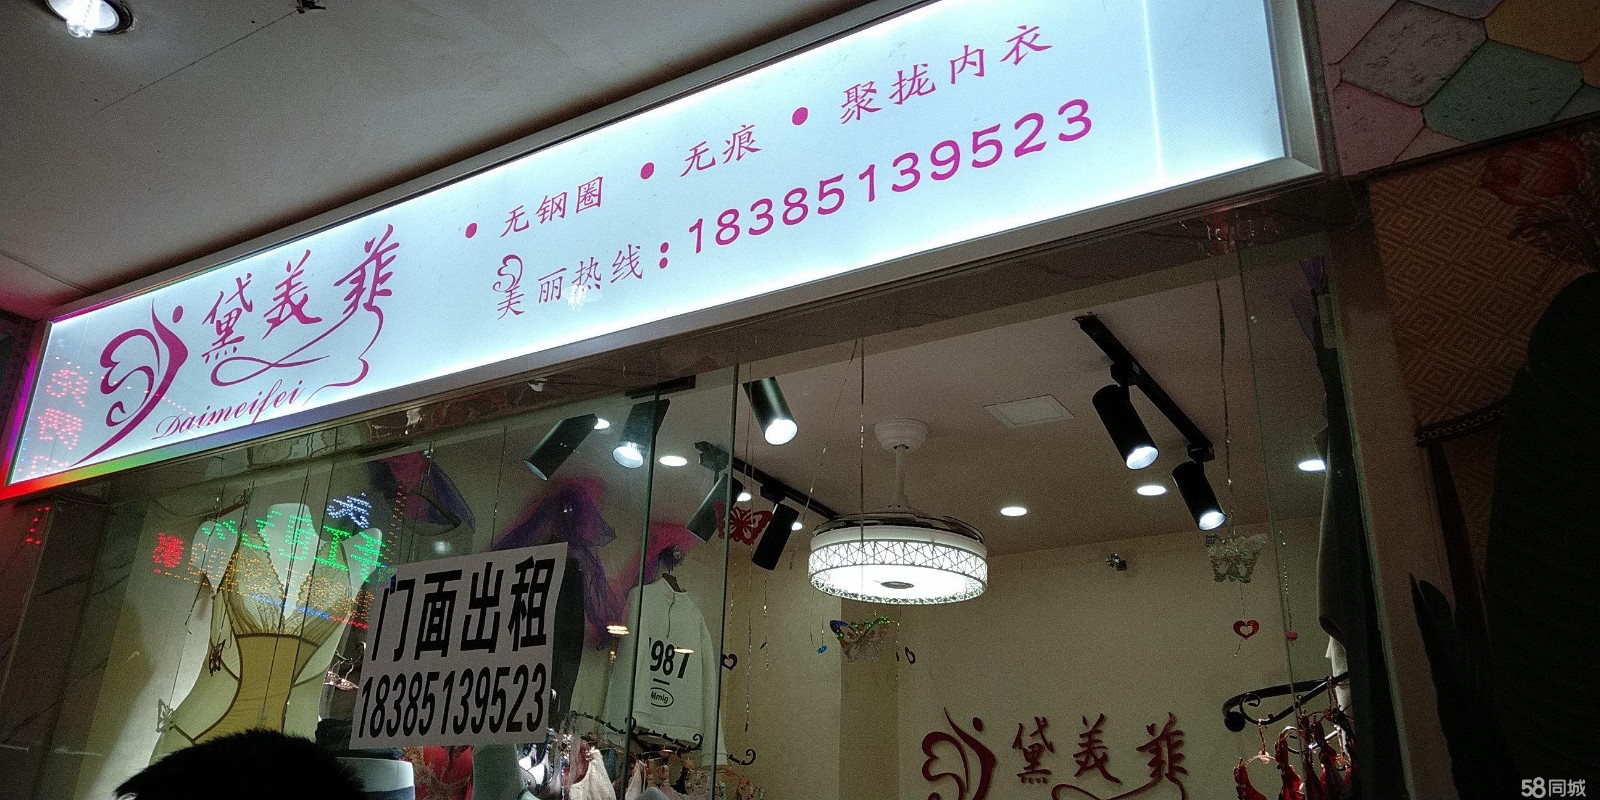 黛美菲
Daimeifei
• 无钢圈 • 无痕 • 聚拢内衣
美丽热线：18385139523
门面出租
18385139523
1987
黛美菲
58同城